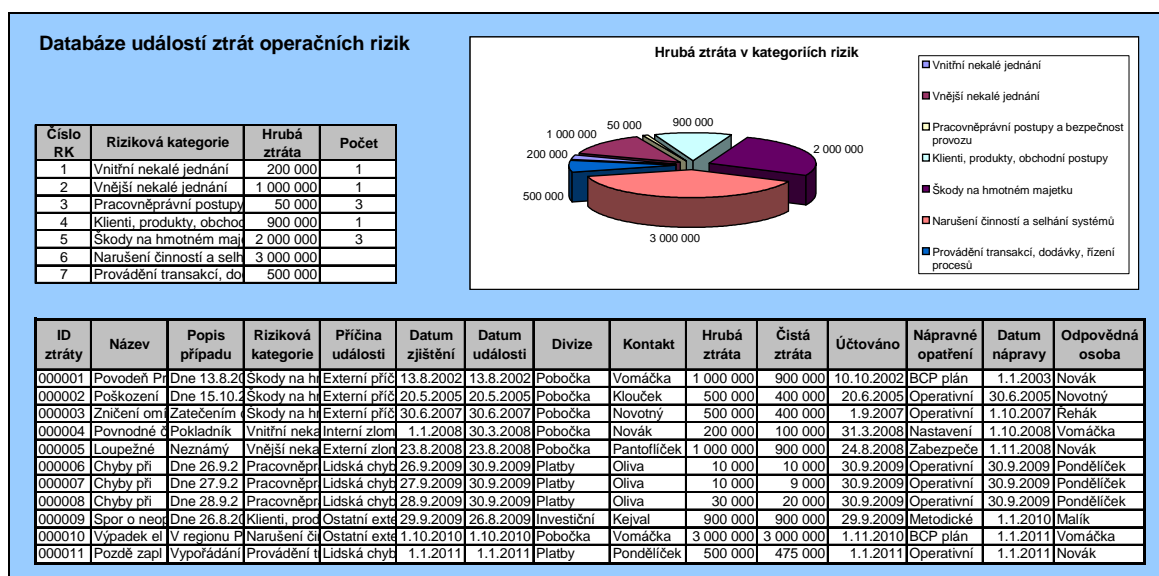 Databáze událostí ztrát operačních rizik
Hrubá ztráta v kategoriích rizik
1 000 000
50 000
900 000
2 000 000
200 000
500 000
3 000 000
Vnitřní nekalé jednání
Vnější nekalé jednání
Pracovněprávní postupy a bezpečnost
provozu
Klienti, produkty, obchodní postupy
Škody na hmotném majetku
Narušení činností a selhání systémů
Provádění transakcí, dodávky, řízení
procesů
Číslo RK Riziková kategorie Hrubá ztráta Počet
1 Vnitřní nekalé jednání 200 000 1
2 Vnější nekalé jednání 1 000 000 1
3 Pracovněprávní postupy 50 000 3
4 Klienti, produkty, obchod 900 000 1
5 Škody na hmotném maj 2 000 000 3
6 Narušení činností a selh 3 000 000
7 Provádění transakcí, do 500 000
ID ztráty Název Popis případu Riziková kategorie Příčina události Datum zjištění Datum události Divize Kontakt Hrubá ztráta Čistá ztráta Účtováno Nápravné opatření Datum nápravy Odpovědná osoba
000001 Povodeň Pr Dne 13.8.20 Škody na hm Externí příč 13.8.2002 13.8.2002 Pobočka Vomáčka 1 000 000 900 000 10.10.2002 BCP plán 1.1.2003 Novák
000002 Poškození Dne 15.10.2 Škody na hm Externí příč 20.5.2005 20.5.2005 Pobočka Klouček 500 000 400 000 20.6.2005 Operativní 30.6.2005 Novotný
000003 Zničení omí Zatečením Škody na hm Externí příč 30.6.2007 30.6.2007 Pobočka Novotný 500 000 400 000 1.9.2007 Operativní 1.10.2007 Řehák
000004 Povnodné č Pokladník Vnitřní neka Interní zlom 1.1.2008 30.3.2008 Pobočka Novák 200 000 100 000 31.3.2008 Nastavení 1.10.2008 Vomáčka
000005 Loupežné Neznámý Vnější neka Externí zlon 23.8.2008 23.8.2008 Pobočka Pantoflíček 1 000 000 900 000 24.8.2008 Zabezpeče 1.11.2008 Novák
000006 Chyby při Dne 26.9.2 Pracovněpr Lidská chyb 26.9.2009 30.9.2009 Platby Oliva 10 000 10 000 30.9.2009 Operativní 30.9.2009 Pondělíček
000007 Chyby při Dne 27.9.2 Pracovněpr Lidská chyb 27.9.2009 30.9.2009 Platby Oliva 10 000 9 000 30.9.2009 Operativní 30.9.2009 Pondělíček
000008 Chyby při Dne 28.9.2 Pracovněpr Lidská chyb 28.9.2009 30.9.2009 Platby Oliva 30 000 20 000 30.9.2009 Operativní 30.9.2009 Pondělíček
000009 Spor o neop Dne 26.8.20 Klienti, prod Ostatní exte 29.9.2009 26.8.2009 Investiční Kejval 900 000 900 000 29.9.2009 Metodické 1.1.2010 Malík
000010 Výpadek el V regionu P Narušení či Ostatní exte 1.10.2010 1.10.2010 Pobočka Vomáčka 3 000 000 3 000 000 1.11.2010 BCP plán 1.1.2011 Vomáčka
000011 Pozdě zapl Vypořádání Provádění t Lidská chyb 1.1.2011 1.1.2011 Platby Pondělíček 500 000 475 000 1.1.2011 Operativní 1.1.2011 Novák